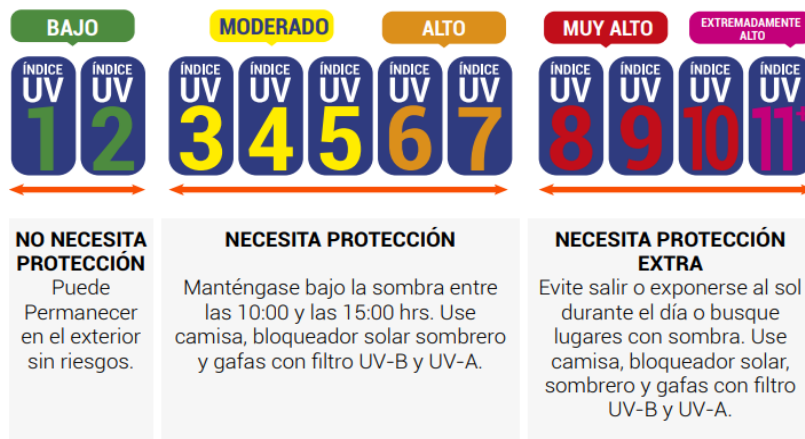 BAJO
MODERADO
ALTO
MUY ALTO
EXTREMADAMENTE
ALTO
ÍNDICE
UV
1
ÍNDICE
UV
2
ÍNDICE
UV
3
ÍNDICE
UV
4
ÍNDICE
UV
5
ÍNDICE
UV
6
ÍNDICE
UV
7
ÍNDICE
UV
8
ÍNDICE
UV
9
ÍNDICE
UV
10
ÍNDICE
UV
11+
NO NECESITA
PROTECCIÓN
Puede
Permanecer
en el exterior
sin riesgos.
NECESITA PROTECCIÓN
Manténgase bajo la sombra entre
las 10:00 y las 15:00 hrs. Use
camisa, bloqueador solar sombrero
y gafas con filtro UV-B y UV-A.
NECESITA PROTECCIÓN
EXTRA
Evite salir o exponerse al sol
durante el día o busque
lugares con sombra. Use
camisa, bloqueador solar,
sombrero y gafas con filtro
UV-B y UV-A.